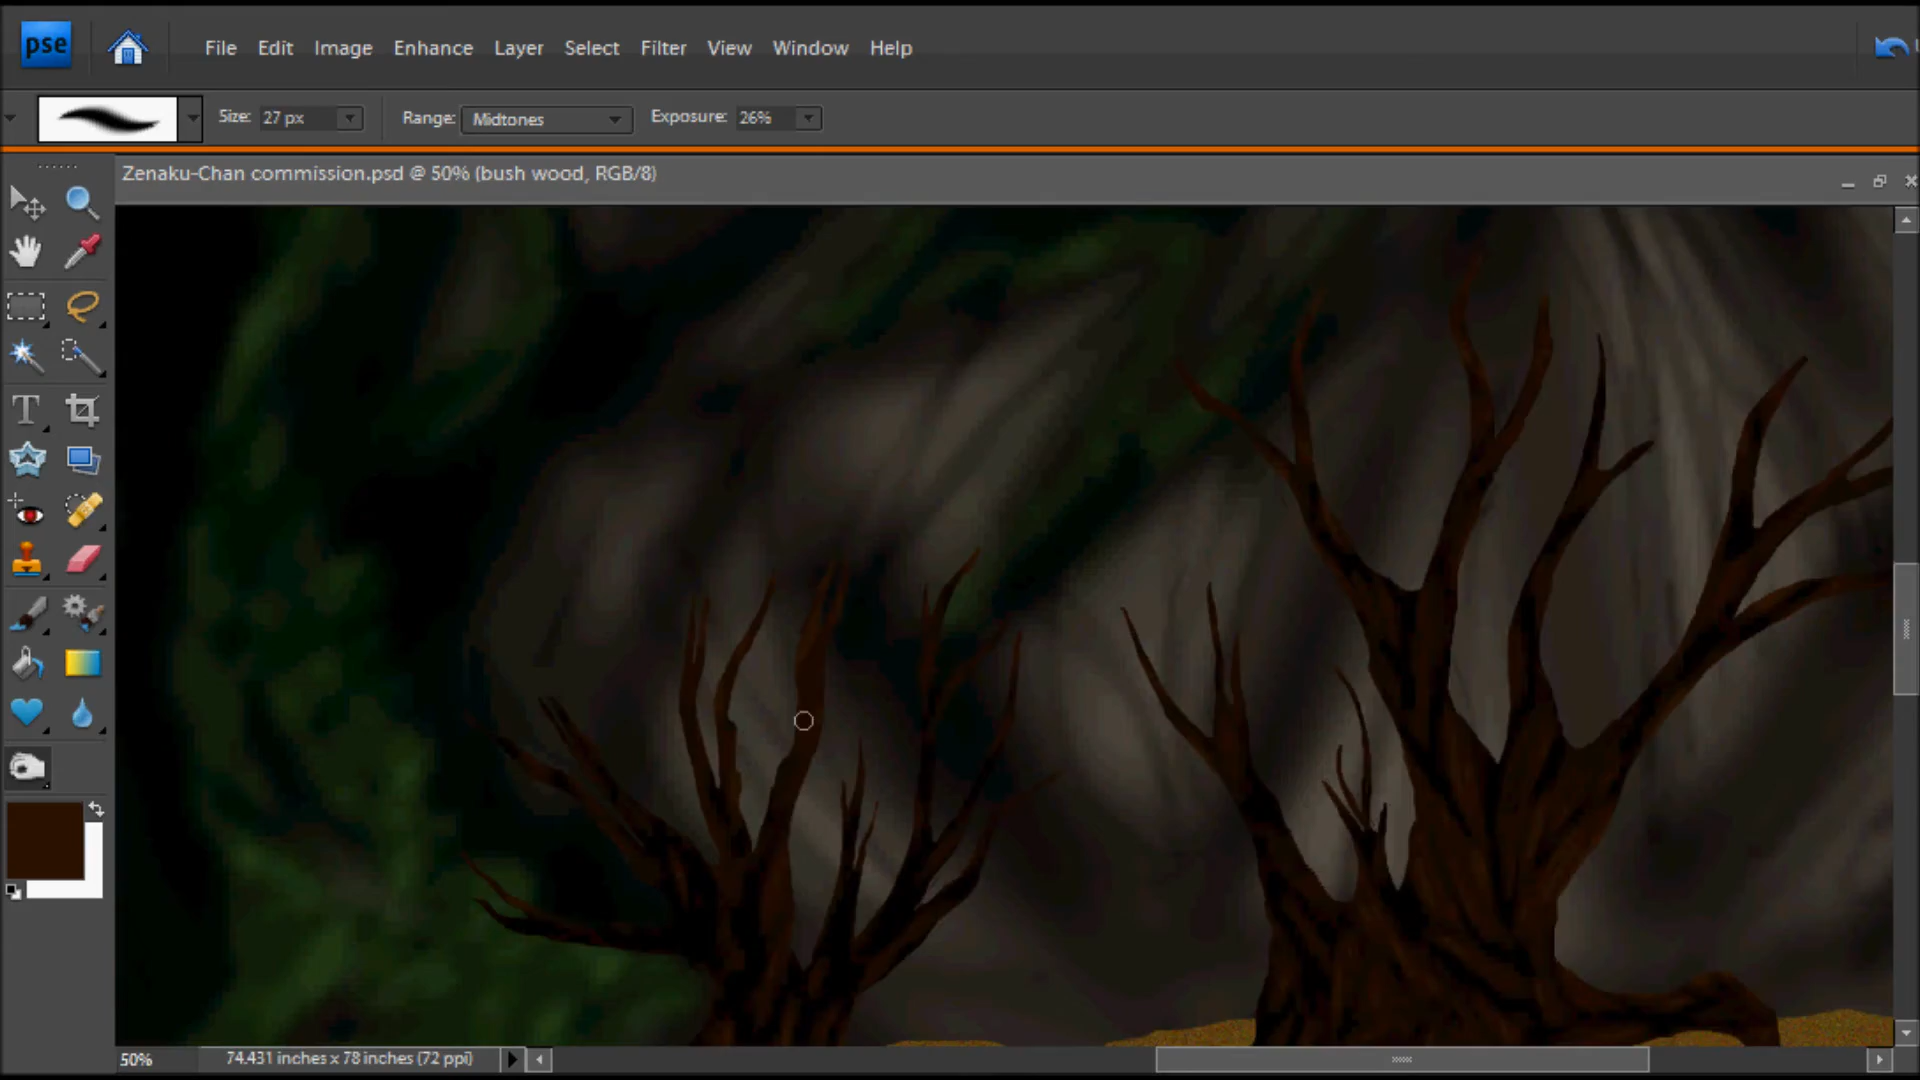 pse
File Edit Image Enhance Layer Select Filter View Window Help
Size: 27 px Range: Midtones Exposure: 26%
Zenaku-Chan commission.psd @ 50% (bush wood, RGB/8)
T
50% 74.431 inches x 78 inches (72 ppi)